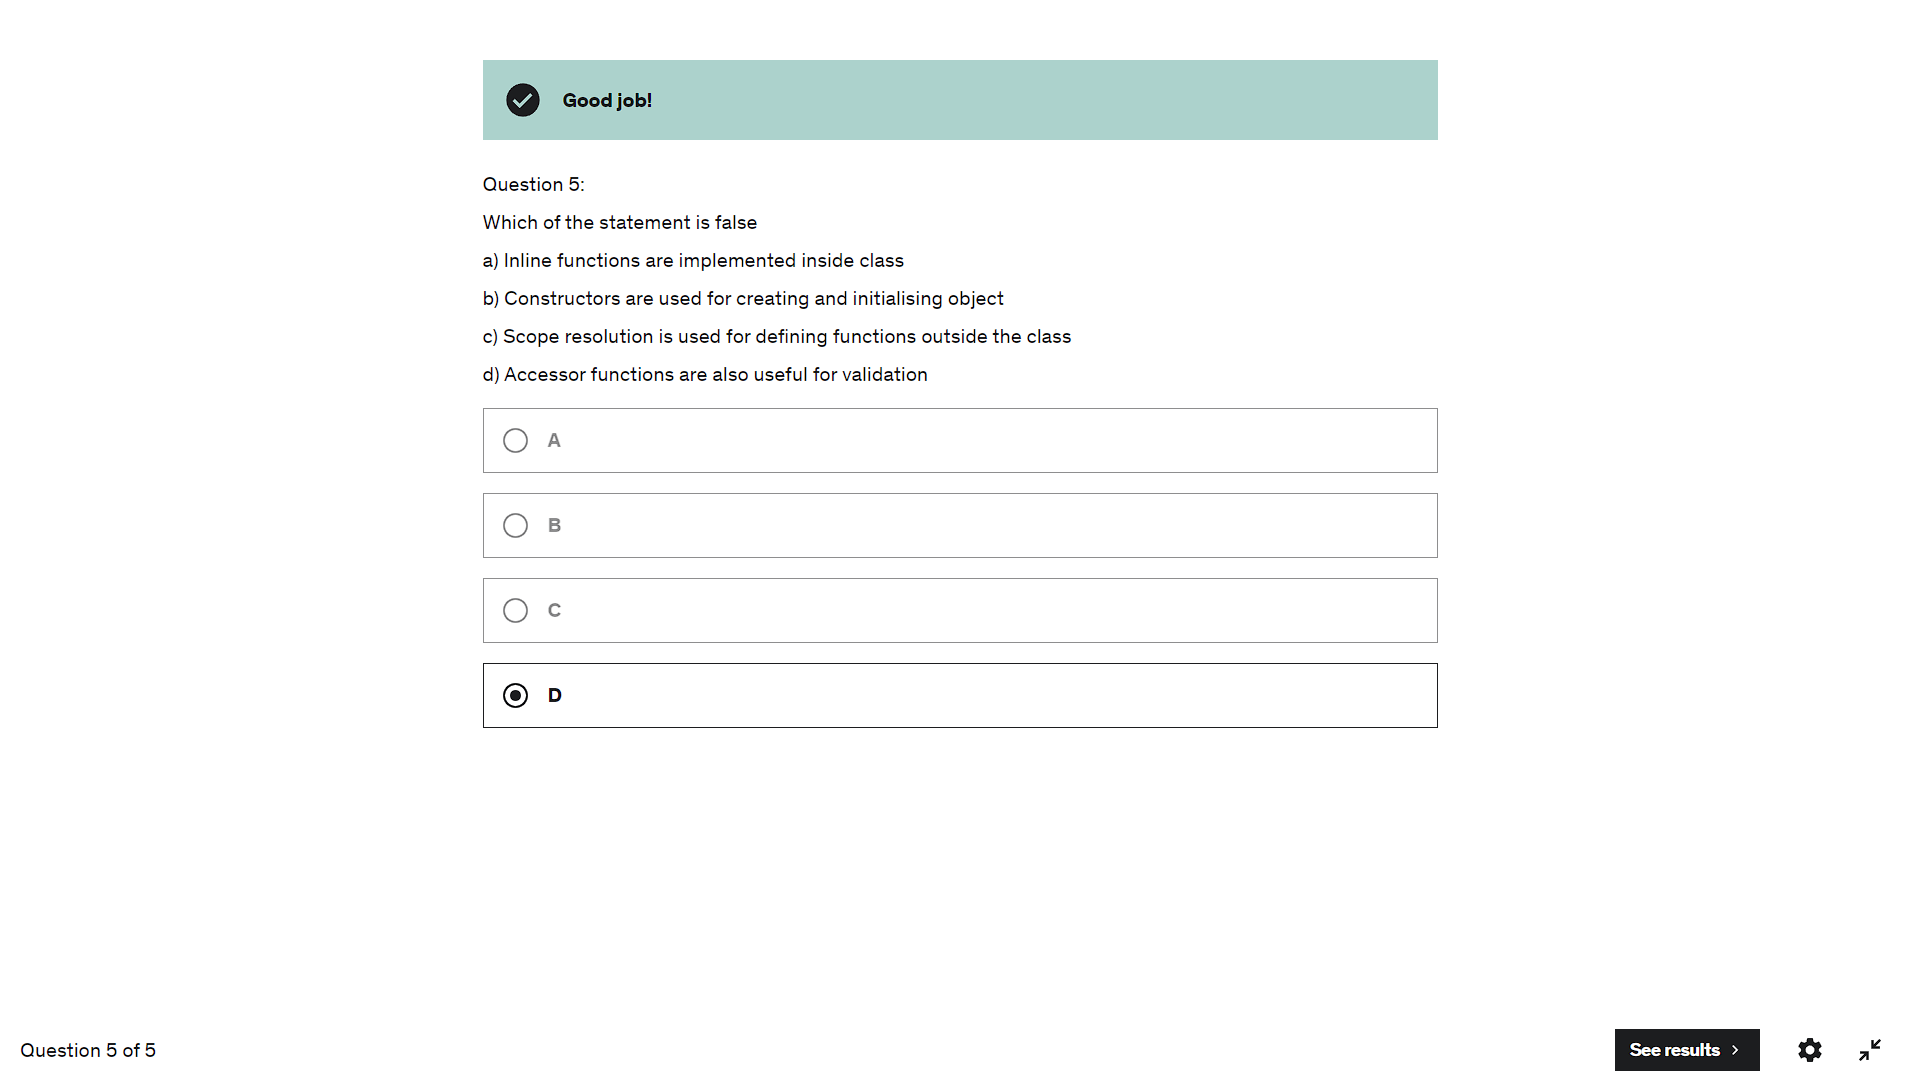 Good job!
Question 5:
Which of the statement is false
a) Inline functions are implemented inside class
b) Constructors are used for creating and initialising object
c) Scope resolution is used for defining functions outside the class
d) Accessor functions are also useful for validation
A
B
C
D
Question 5 of 5
See results